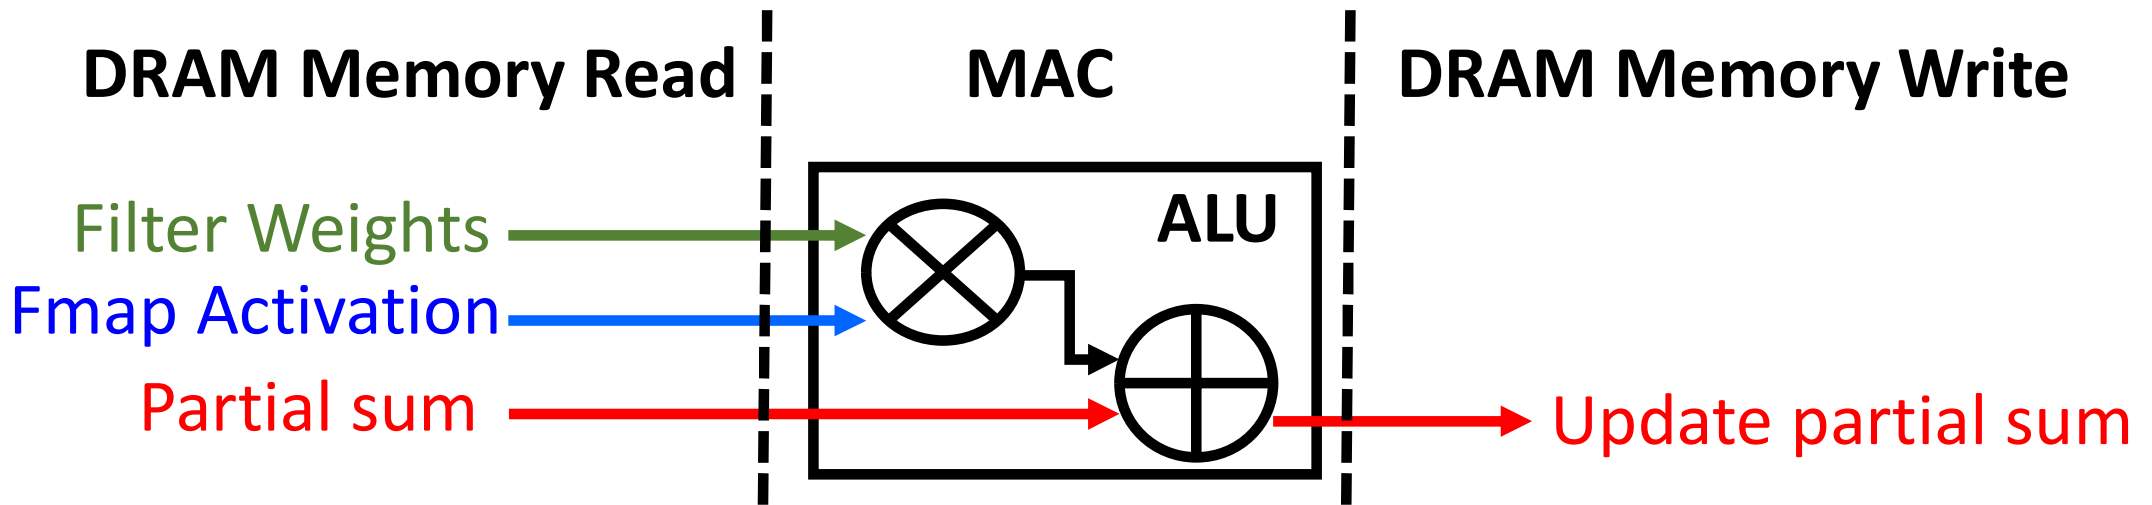 DRAM Memory Read
MAC
DRAM Memory Write
ALU
Filter Weights
Fmap Activation
Partial sum
Update partial sum